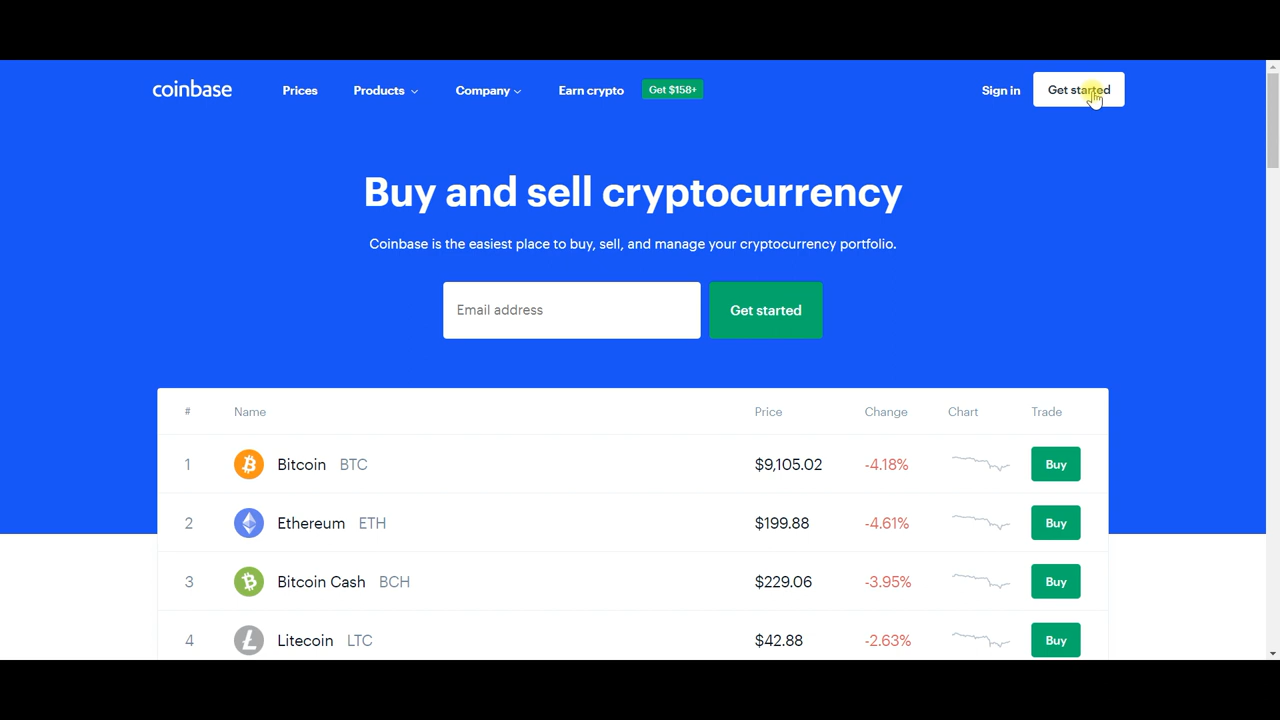 coinbase Prices Products Company Earn crypto Get $158+ Sign in Get started
Buy and sell cryptocurrency
Coinbase is the easiest place to buy, sell, and manage your cryptocurrency portfolio.
Email address Get started
# Name Price Change Chart Trade
1 Bitcoin BTC $9,105.02 -4.18% Buy
2 Ethereum ETH $199.88 -4.61% Buy
3 Bitcoin Cash BCH $229.06 -3.95% Buy
4 Litecoin LTC $42.88 -2.63% Buy